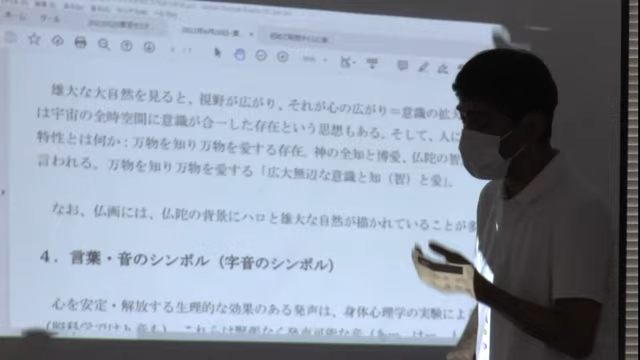 ホーム ツール
雄大な大自然を見ると、視野が広がり、それが心の広がり＝意識の拡大
は宇宙の全時空間に意識が合一した存在という思想もある。そして、人に
特性とは何か：万物を知り万物を愛する存在。神の全知と博愛、仏陀の智
言われる。万物を知り万物を愛する「広大無辺な意識と知（智）と愛」。
なお、仏画には、仏陀の背景にハロと雄大な自然が描かれていることが多
４．言葉・音のシンボル（字音のシンボル）
心を安定・解放する生理的な効果のある発声は、身体心理学の実験によ